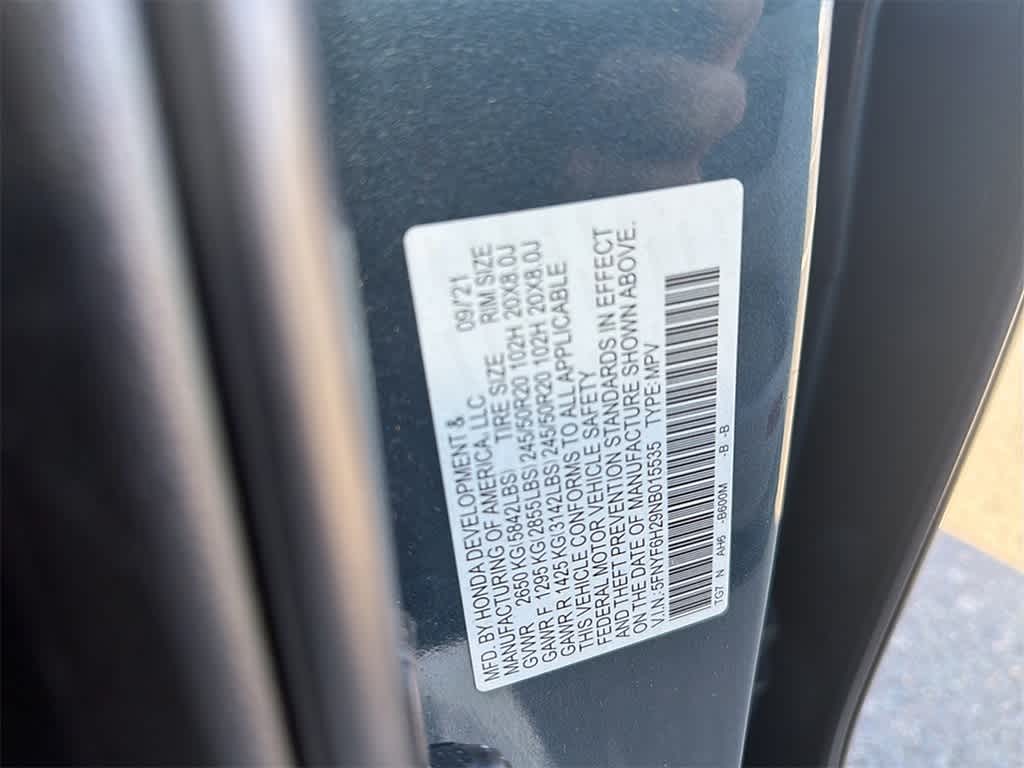 MFD. BY HONDA DEVELOPMENT &
MANUFACTURING OF AMERICA, LLC 09/21
GVWR 2650 KG(5842LBS) TIRE SIZE RIM SIZE
GAWR F 1295 KG(2855LBS) 245/50R20 102H 20X8.0J
GAWR R 1425 KG(3142LBS) 245/50R20 102H 20X8.0J
THIS VEHICLE CONFORMS TO ALL APPLICABLE
FEDERAL MOTOR VEHICLE SAFETY
AND THEFT PREVENTION STANDARDS IN EFFECT
ON THE DATE OF MANUFACTURE SHOWN ABOVE.
V.I.N.: 5FNYF6H29NB015535 TYPE: MPV
TG7 N AH6 -B600M -B -B